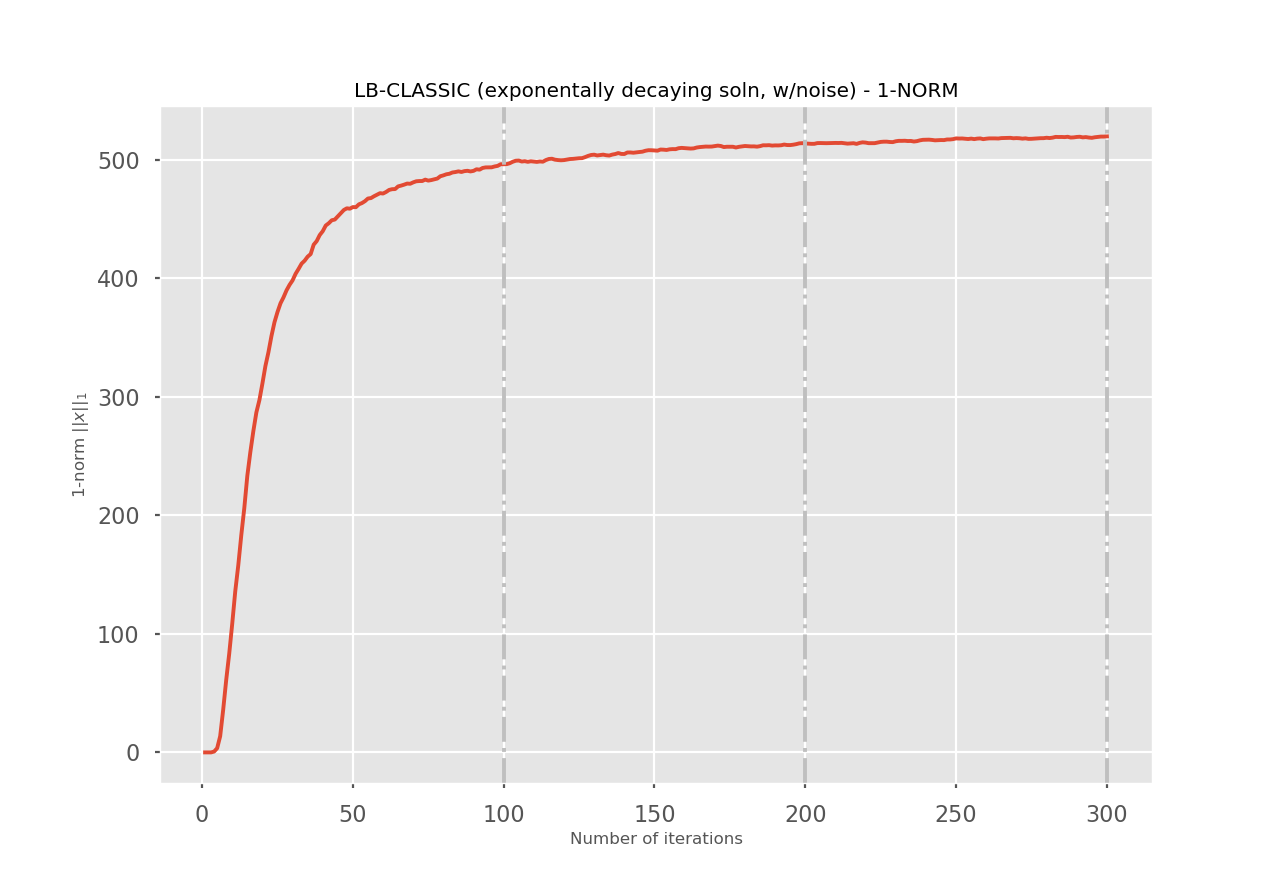 LB-CLASSIC (exponentially decaying soln, w/noise) - 1-NORM
500
400
300
200
100
0
1-norm ||x||₁
0 50 100 150 200 250 300
Number of iterations